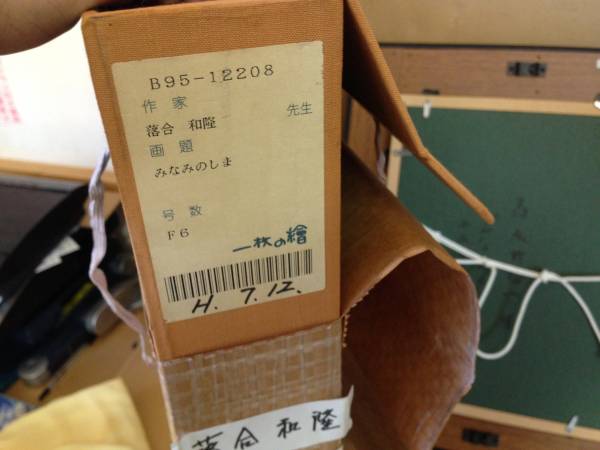 B95-12208
作家
落合 和隆 先生
画題
みなみのしま
号数
F6
一枚の繪
H. 7.12.
落合 和陸